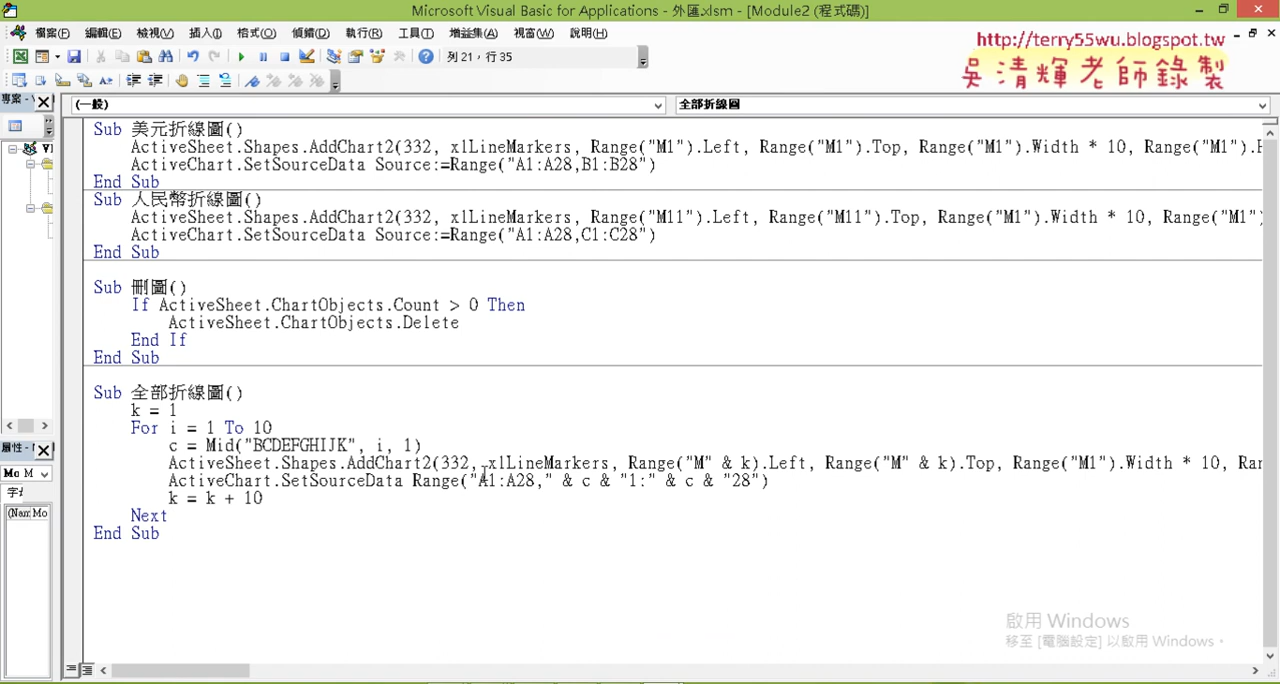 Microsoft Visual Basic for Applications - 外匯.xlsm - [Module2 (程式碼)]
檔案(F) 編輯(E) 檢視(V) 插入(I) 格式(O) 偵錯(D) 執行(R) 工具(T) 增益集(A) 視窗(W) 說明(H)
http://terry55wu.blogspot.tw
吳清輝老師錄製
列 21，行 35
專案 -
(一般) 全部折線圖
Sub 美元折線圖()
ActiveSheet.Shapes.AddChart2(332, xlLineMarkers, Range("M1").Left, Range("M1").Top, Range("M1").Width * 10, Range("M1").
ActiveChart.SetSourceData Source:=Range("A1:A28,B1:B28")
End Sub
Sub 人民幣折線圖()
ActiveSheet.Shapes.AddChart2(332, xlLineMarkers, Range("M11").Left, Range("M11").Top, Range("M1").Width * 10, Range("M1")
ActiveChart.SetSourceData Source:=Range("A1:A28,C1:C28")
End Sub
Sub 刪圖()
If ActiveSheet.ChartObjects.Count > 0 Then
ActiveSheet.ChartObjects.Delete
End If
End Sub
Sub 全部折線圖()
k = 1
For i = 1 To 10
c = Mid("BCDEFGHIJK", i, 1)
ActiveSheet.Shapes.AddChart2(332, xlLineMarkers, Range("M" & k).Left, Range("M" & k).Top, Range("M1").Width * 10, Ran
ActiveChart.SetSourceData Range("A1:A28," & c & "1:" & c & "28")
k = k + 10
Next
End Sub
屬性 -
Mo M
字母
(Nam Mo
啟用 Windows
移至 [電腦設定] 以啟用 Windows。